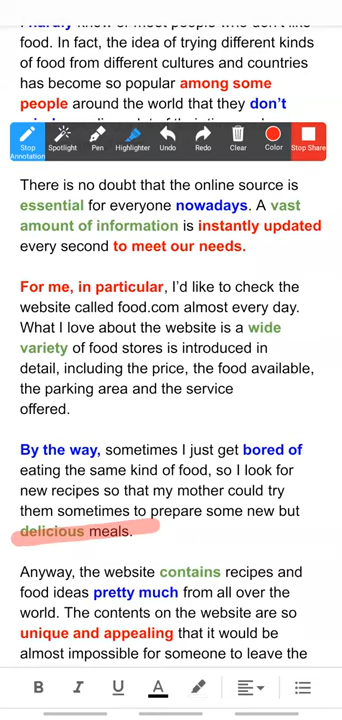 food. In fact, the idea of trying different kinds
of food from different cultures and countries
has become so popular among some
people around the world that they don't
Stop Annotation Spotlight Pen Highlighter Undo Redo Clear Color Stop Share
There is no doubt that the online source is
essential for everyone nowadays. A vast
amount of information is instantly updated
every second to meet our needs.
For me, in particular, I'd like to check the
website called food.com almost every day.
What I love about the website is a wide
variety of food stores is introduced in
detail, including the price, the food available,
the parking area and the service
offered.
By the way, sometimes I just get bored of
eating the same kind of food, so I look for
new recipes so that my mother could try
them sometimes to prepare some new but
delicious meals.
Anyway, the website contains recipes and
food ideas pretty much from all over the
world. The contents on the website are so
unique and appealing that it would be
almost impossible for someone to leave the
B I U A